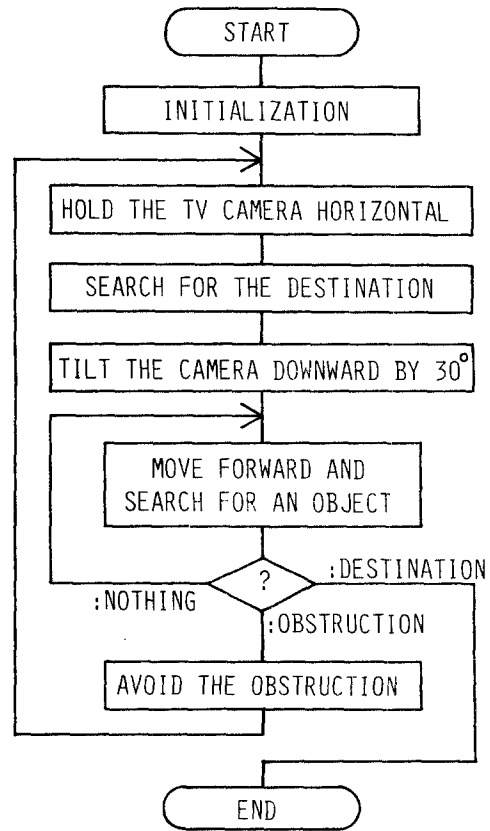 START
INITIALIZATION
HOLD THE TV CAMERA HORIZONTAL
SEARCH FOR THE DESTINATION
TILT THE CAMERA DOWNWARD BY 30°
MOVE FORWARD AND
SEARCH FOR AN OBJECT
?
:DESTINATION
:NOTHING
:OBSTRUCTION
AVOID THE OBSTRUCTION
END